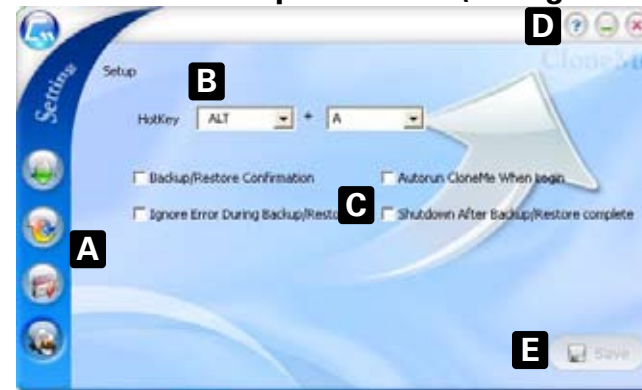 D
CloneMe
Setting
Setup
B
HotKey ALT + A
Backup/Restore Confirmation
Autorun CloneMe When Login
Ignore Error During Backup/Resto
C
Shutdown After Backup/Restore complete
A
E
Save